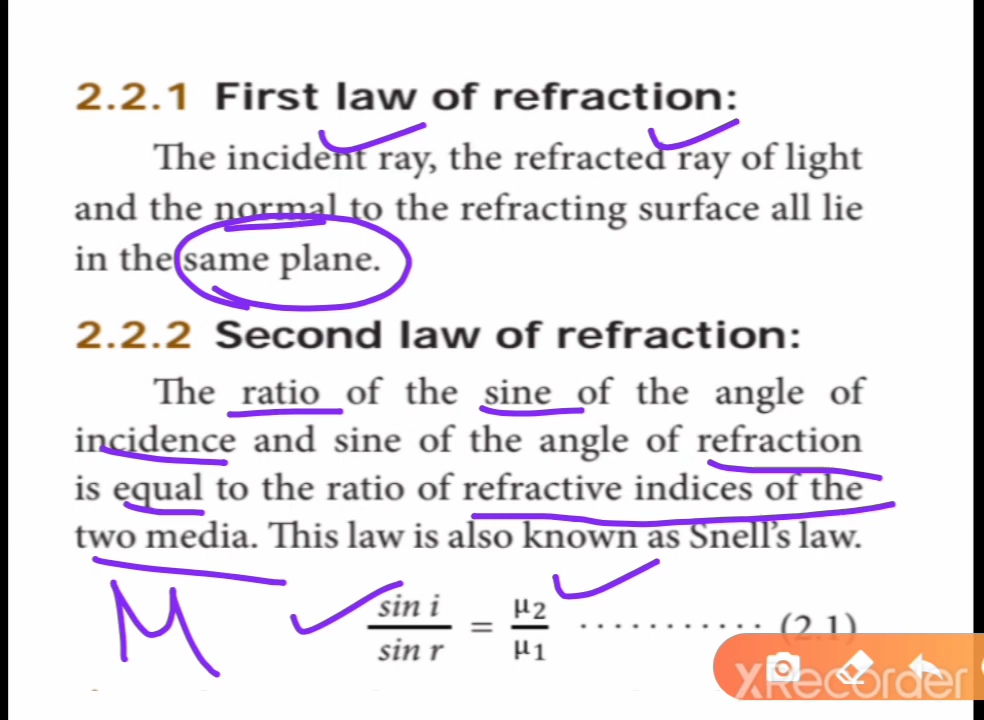 2.2.1 First law of refraction:
The incident ray, the refracted ray of light
and the normal to the refracting surface all lie
in the same plane.
2.2.2 Second law of refraction:
The ratio of the sine of the angle of
incidence and sine of the angle of refraction
is equal to the ratio of refractive indices of the
two media. This law is also known as Snell's law.
M
sin i / sin r = μ2 / μ1 ........... (2.1)
XRecorder